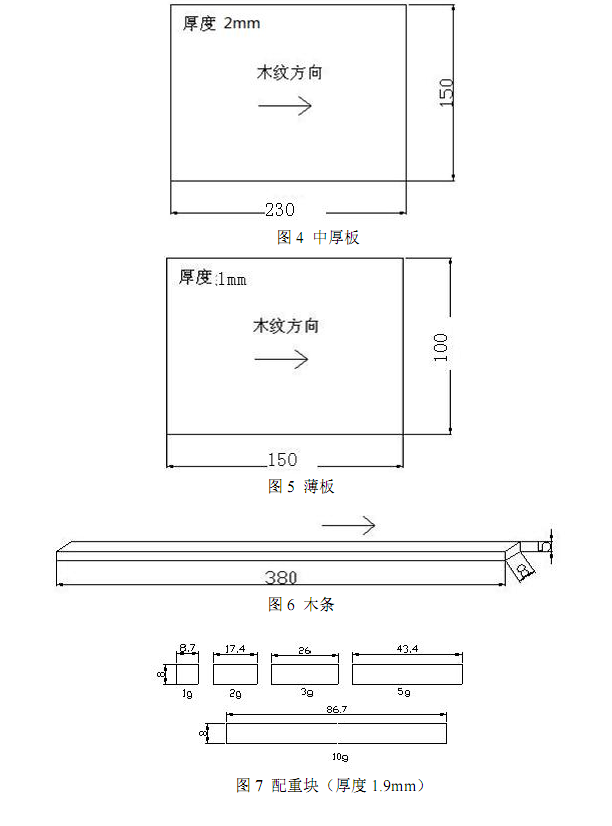 厚度 2mm
木纹方向
150
230
图4 中厚板
厚度:1mm
木纹方向
100
150
图5 薄板
5
8
380
图6 木条
8.7 17.4 26 43.4
8
1g 2g 3g 5g
86.7
8
10g
图7 配重块（厚度1.9mm）